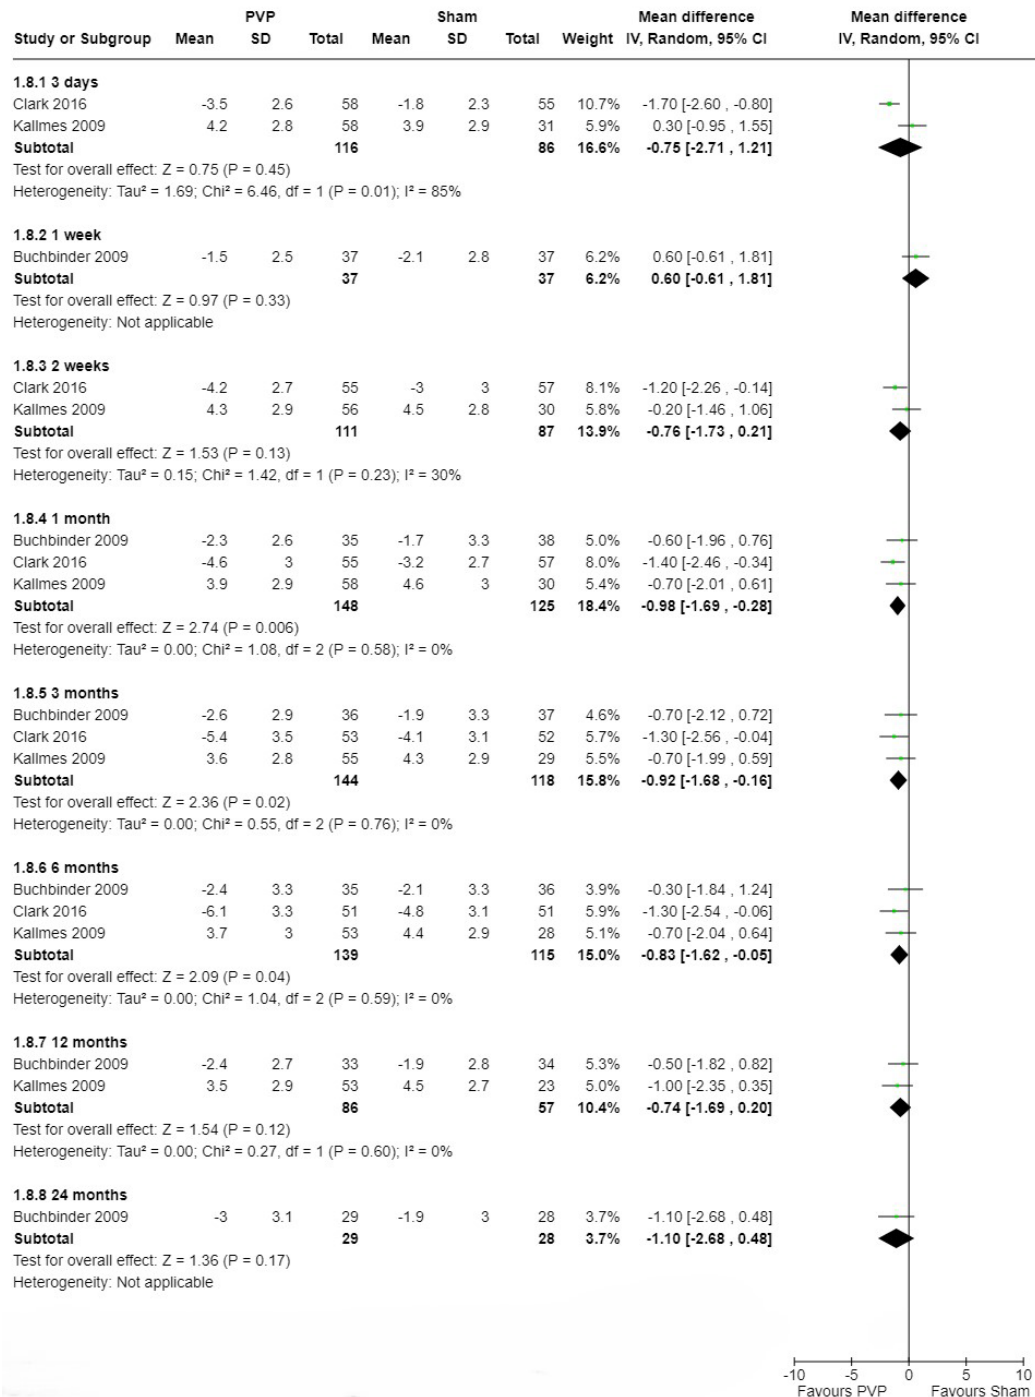 PVP Sham Mean difference Mean difference
Study or Subgroup Mean SD Total Mean SD Total Weight IV, Random, 95% CI IV, Random, 95% CI
1.8.1 3 days
Clark 2016 -3.5 2.6 58 -1.8 2.3 55 10.7% -1.70 [-2.60 , -0.80]
Kallmes 2009 4.2 2.8 58 3.9 2.9 31 5.9% 0.30 [-0.95 , 1.55]
Subtotal 116 86 16.6% -0.75 [-2.71 , 1.21]
Test for overall effect: Z = 0.75 (P = 0.45)
Heterogeneity: Tau² = 1.69; Chi² = 6.46, df = 1 (P = 0.01); I² = 85%
1.8.2 1 week
Buchbinder 2009 -1.5 2.5 37 -2.1 2.8 37 6.2% 0.60 [-0.61 , 1.81]
Subtotal 37 37 6.2% 0.60 [-0.61 , 1.81]
Test for overall effect: Z = 0.97 (P = 0.33)
Heterogeneity: Not applicable
1.8.3 2 weeks
Clark 2016 -4.2 2.7 55 -3 3 57 8.1% -1.20 [-2.26 , -0.14]
Kallmes 2009 4.3 2.9 56 4.5 2.8 30 5.8% -0.20 [-1.46 , 1.06]
Subtotal 111 87 13.9% -0.76 [-1.73 , 0.21]
Test for overall effect: Z = 1.53 (P = 0.13)
Heterogeneity: Tau² = 0.15; Chi² = 1.42, df = 1 (P = 0.23); I² = 30%
1.8.4 1 month
Buchbinder 2009 -2.3 2.6 35 -1.7 3.3 38 5.0% -0.60 [-1.96 , 0.76]
Clark 2016 -4.6 3 55 -3.2 2.7 57 8.0% -1.40 [-2.46 , -0.34]
Kallmes 2009 3.9 2.9 58 4.6 3 30 5.4% -0.70 [-2.01 , 0.61]
Subtotal 148 125 18.4% -0.98 [-1.69 , -0.28]
Test for overall effect: Z = 2.74 (P = 0.006)
Heterogeneity: Tau² = 0.00; Chi² = 1.08, df = 2 (P = 0.58); I² = 0%
1.8.5 3 months
Buchbinder 2009 -2.6 2.9 36 -1.9 3.3 37 4.6% -0.70 [-2.12 , 0.72]
Clark 2016 -5.4 3.5 53 -4.1 3.1 52 5.7% -1.30 [-2.56 , -0.04]
Kallmes 2009 3.6 2.8 55 4.3 2.9 29 5.5% -0.70 [-1.99 , 0.59]
Subtotal 144 118 15.8% -0.92 [-1.68 , -0.16]
Test for overall effect: Z = 2.36 (P = 0.02)
Heterogeneity: Tau² = 0.00; Chi² = 0.55, df = 2 (P = 0.76); I² = 0%
1.8.6 6 months
Buchbinder 2009 -2.4 3.3 35 -2.1 3.3 36 3.9% -0.30 [-1.84 , 1.24]
Clark 2016 -6.1 3.3 51 -4.8 3.1 51 5.9% -1.30 [-2.54 , -0.06]
Kallmes 2009 3.7 3 53 4.4 2.9 28 5.1% -0.70 [-2.04 , 0.64]
Subtotal 139 115 15.0% -0.83 [-1.62 , -0.05]
Test for overall effect: Z = 2.09 (P = 0.04)
Heterogeneity: Tau² = 0.00; Chi² = 1.04, df = 2 (P = 0.59); I² = 0%
1.8.7 12 months
Buchbinder 2009 -2.4 2.7 33 -1.9 2.8 34 5.3% -0.50 [-1.82 , 0.82]
Kallmes 2009 3.5 2.9 53 4.5 2.7 23 5.0% -1.00 [-2.35 , 0.35]
Subtotal 86 57 10.4% -0.74 [-1.69 , 0.20]
Test for overall effect: Z = 1.54 (P = 0.12)
Heterogeneity: Tau² = 0.00; Chi² = 0.27, df = 1 (P = 0.60); I² = 0%
1.8.8 24 months
Buchbinder 2009 -3 3.1 29 -1.9 3 28 3.7% -1.10 [-2.68 , 0.48]
Subtotal 29 28 3.7% -1.10 [-2.68 , 0.48]
Test for overall effect: Z = 1.36 (P = 0.17)
Heterogeneity: Not applicable
-10 -5 0 5 10
Favours PVP Favours Sham